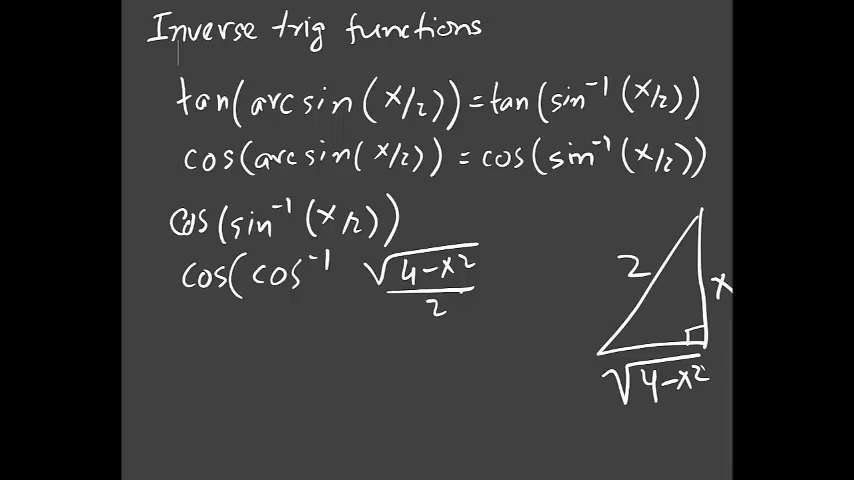 Inverse trig functions
tan(arcsin(x/2)) = tan(sin⁻¹(x/2))
cos(arcsin(x/2)) = cos(sin⁻¹(x/2))
cos(sin⁻¹(x/2))
cos(cos⁻¹ √(4-x²)/2
2
x
√(4-x²)